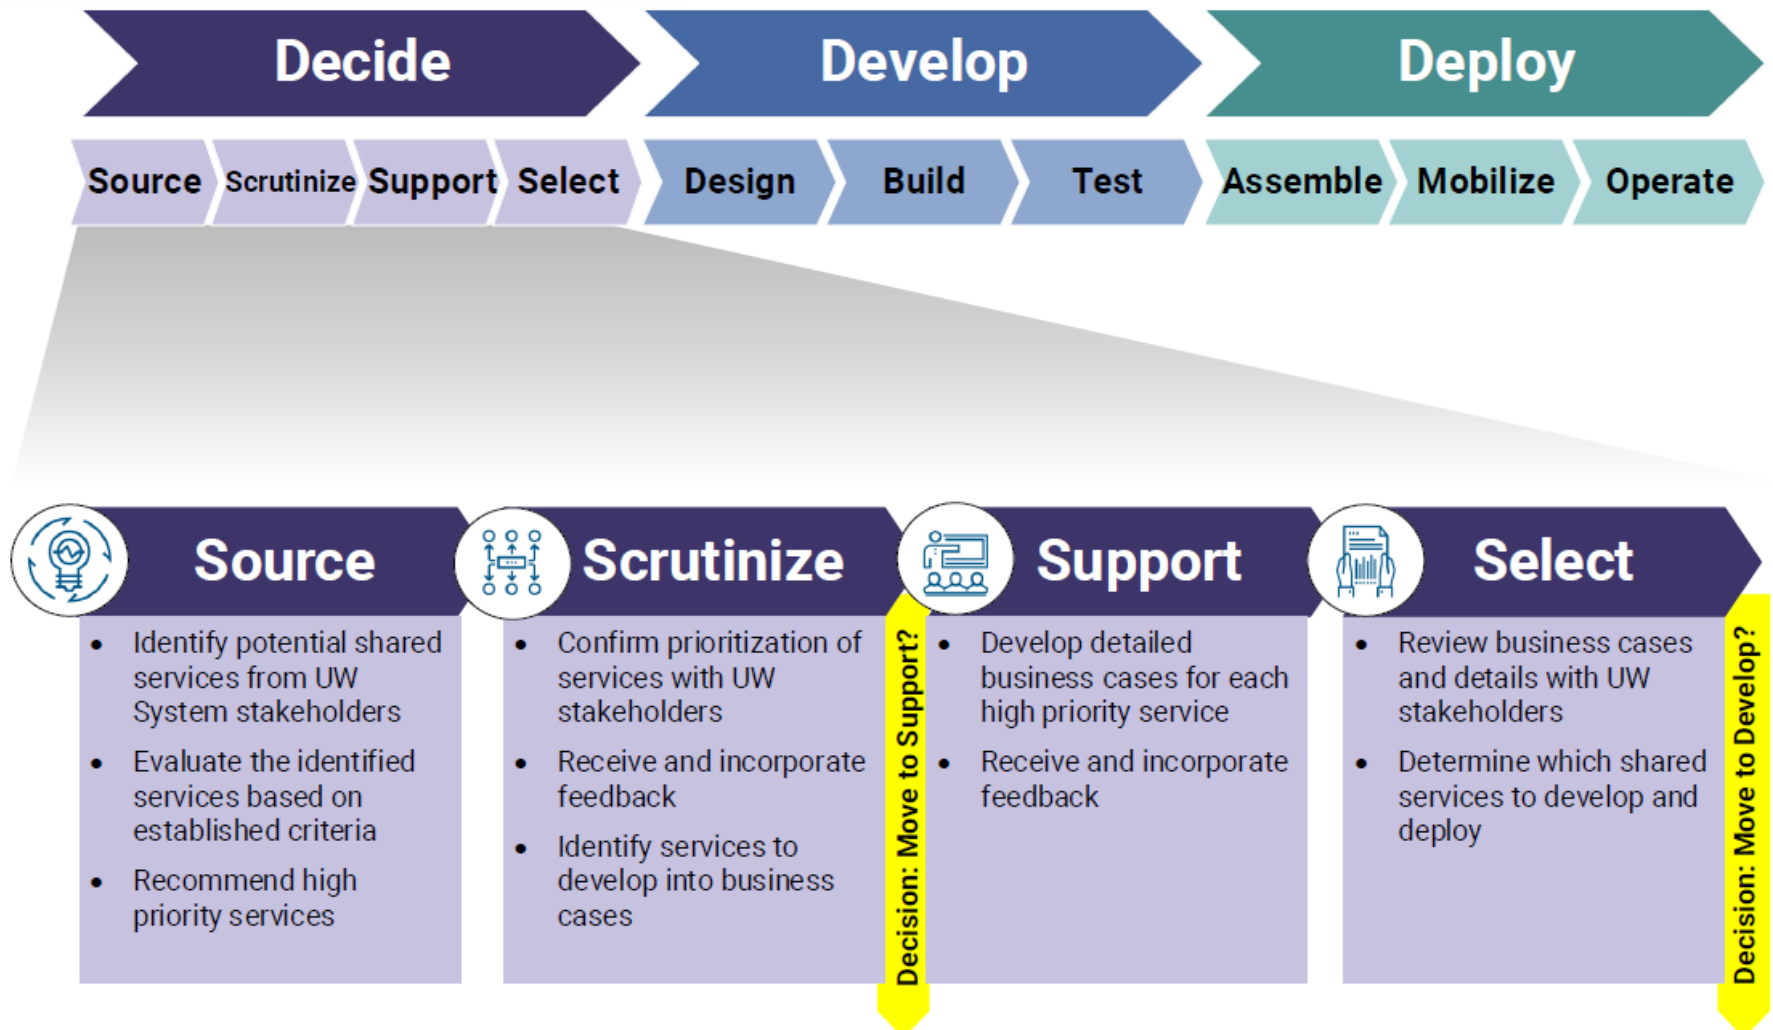 Decide
Develop
Deploy
Source
Scrutinize
Support
Select
Design
Build
Test
Assemble
Mobilize
Operate
Source
• Identify potential shared
services from UW
System stakeholders
• Evaluate the identified
services based on
established criteria
• Recommend high
priority services
Scrutinize
• Confirm prioritization of
services with UW
stakeholders
• Receive and incorporate
feedback
• Identify services to
develop into business
cases
Decision: Move to Support?
Support
• Develop detailed
business cases for each
high priority service
• Receive and incorporate
feedback
Select
• Review business cases
and details with UW
stakeholders
• Determine which shared
services to develop and
deploy
Decision: Move to Develop?